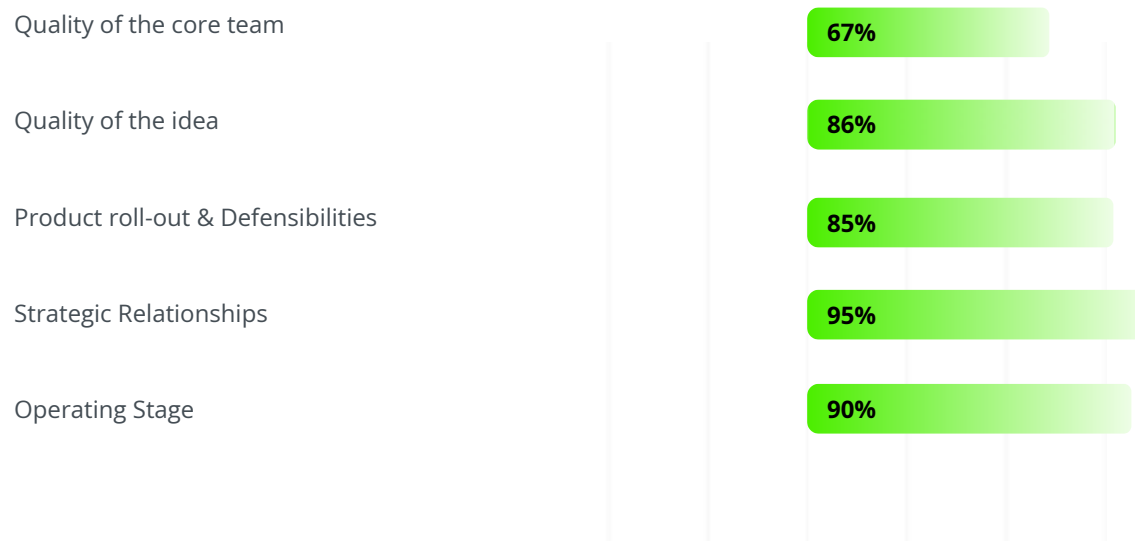 Quality of the core team
67%
Quality of the idea
86%
Product roll-out & Defensibilities
85%
Strategic Relationships
95%
Operating Stage
90%